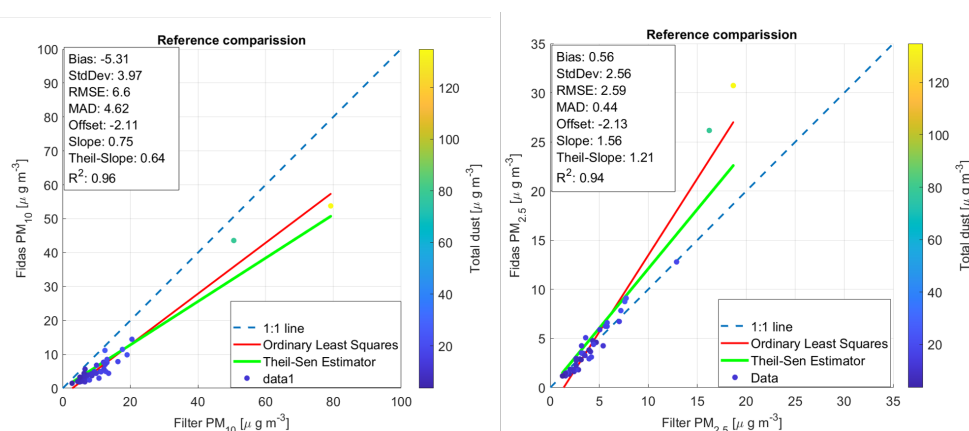 Reference comparission
Bias: -5.31
StdDev: 3.97
RMSE: 6.6
MAD: 4.62
Offset: -2.11
Slope: 0.75
Theil-Slope: 0.64
R2: 0.96
100
90
80
70
60
50
40
30
20
10
0
Fidas PM10 [μ g m-3]
0
20
40
60
80
100
Filter PM10 [μ g m-3]
1:1 line
Ordinary Least Squares
Theil-Sen Estimator
data1
120
100
80
60
40
20
Total dust [μ g m-3]
Reference comparission
Bias: 0.56
StdDev: 2.56
RMSE: 2.59
MAD: 0.44
Offset: -2.13
Slope: 1.56
Theil-Slope: 1.21
R2: 0.94
35
30
25
20
15
10
5
0
Fidas PM2.5 [μ g m-3]
0
5
10
15
20
25
30
35
Filter PM2.5 [μ g m-3]
1:1 line
Ordinary Least Squares
Theil-Sen Estimator
Data
120
100
80
60
40
20
Total dust [μ g m-3]